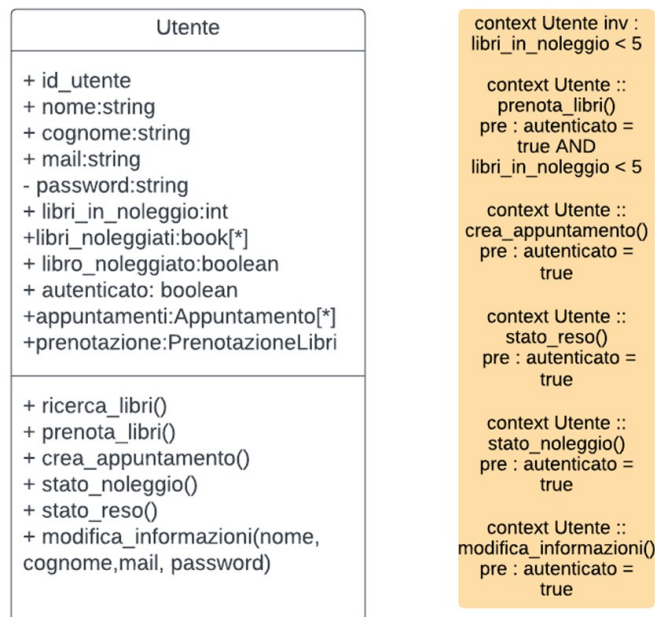 Utente
+ id_utente
+ nome:string
+ cognome:string
+ mail:string
- password:string
+ libri_in_noleggio:int
+libri_noleggiati:book[*]
+ libro_noleggiato:boolean
+ autenticato: boolean
+appuntamenti:Appuntamento[*]
+prenotazione:PrenotazioneLibri
+ ricerca_libri()
+ prenota_libri()
+ crea_appuntamento()
+ stato_noleggio()
+ stato_reso()
+ modifica_informazioni(nome,
cognome,mail, password)
context Utente inv :
libri_in_noleggio < 5
context Utente ::
prenota_libri()
pre : autenticato =
true AND
libri_in_noleggio < 5
context Utente ::
crea_appuntamento()
pre : autenticato =
true
context Utente ::
stato_reso()
pre : autenticato =
true
context Utente ::
stato_noleggio()
pre : autenticato =
true
context Utente ::
modifica_informazioni()
pre : autenticato =
true